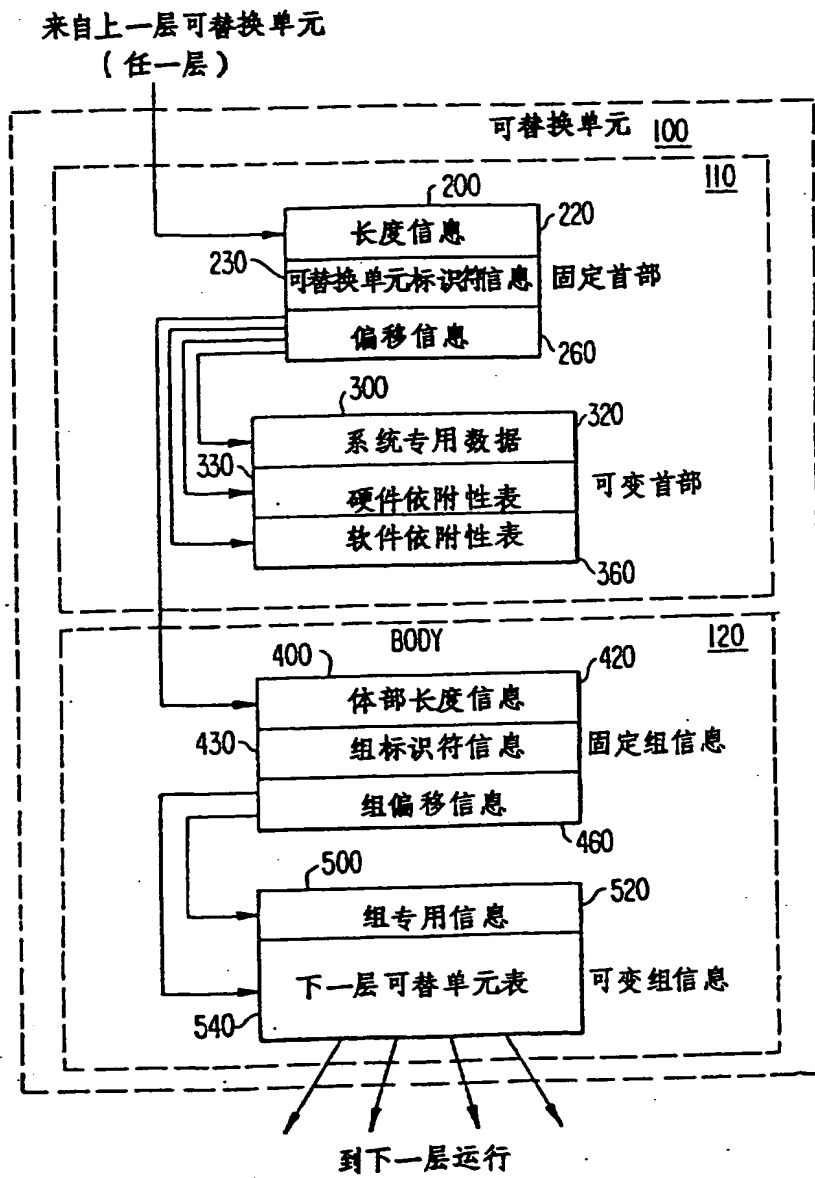 来自上一层可替换单元
(任一层)
可替换单元 100
110
200
长度信息
220
230
可替换单元标识符信息
固定首部
偏移信息
260
300
系统专用数据
320
330
硬件依附性表
可变首部
软件依附性表
360
BODY
120
400
体部长度信息
420
430
组标识符信息
固定组信息
组偏移信息
460
500
组专用信息
520
下一层可替单元表
可变组信息
540
到下一层运行